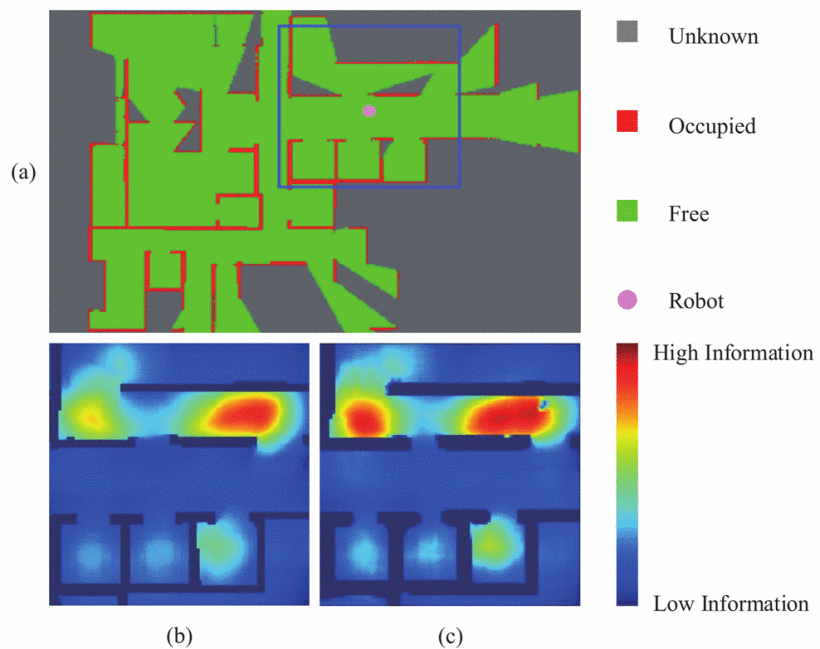 Unknown
Occupied
(a)
Free
Robot
High Information
Low Information
(b)
(c)